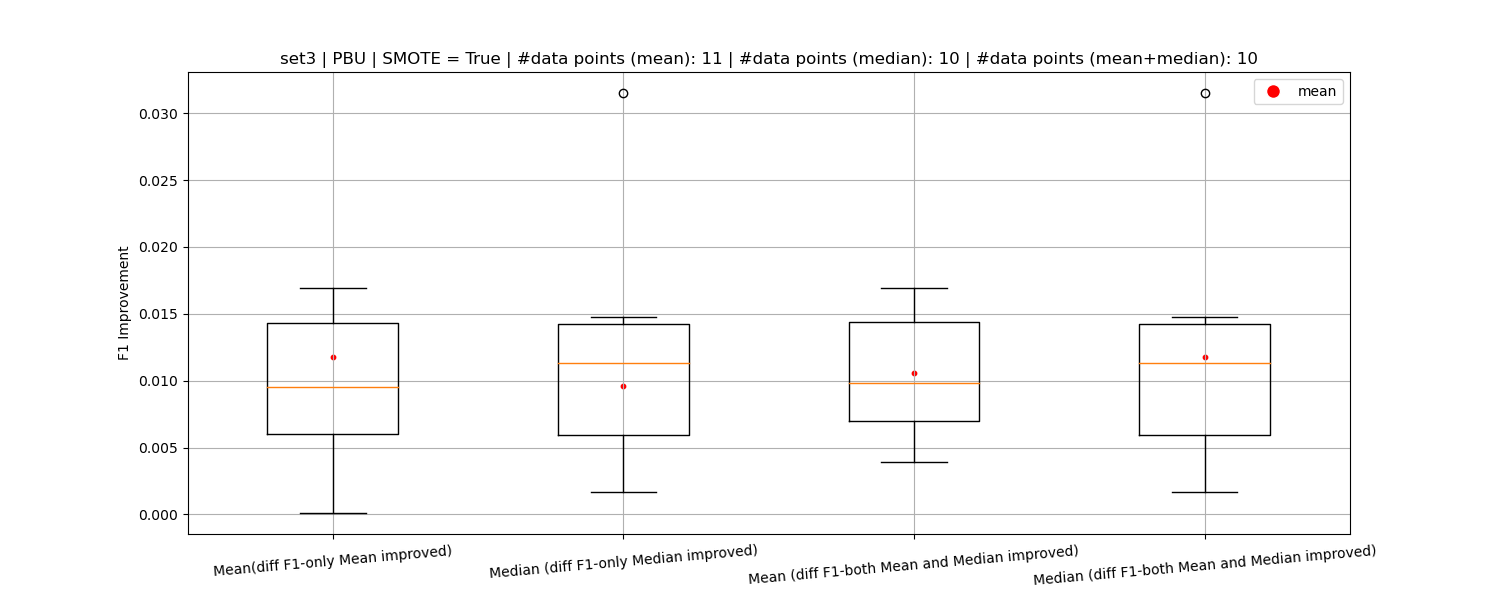 set3 | PBU | SMOTE = True | #data points (mean): 11 | #data points (median): 10 | #data points (mean+median): 10
mean
0.030
0.025
0.020
0.015
0.010
0.005
0.000
F1 Improvement
Mean(diff F1-only Mean improved)
Median (diff F1-only Median improved)
Mean (diff F1-both Mean and Median improved)
Median (diff F1-both Mean and Median improved)